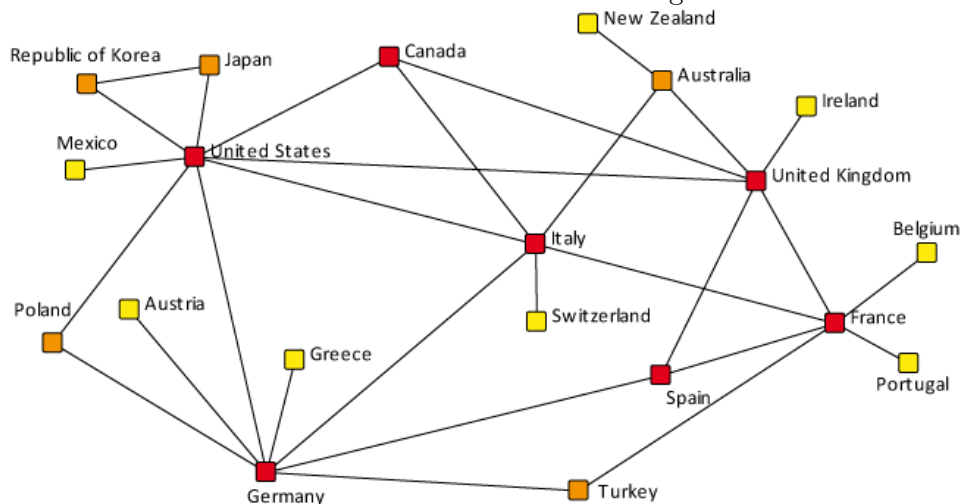 New Zealand
Republic of Korea
Japan
Canada
Australia
Ireland
Mexico
United States
United Kingdom
Belgium
Italy
Poland
Austria
Switzerland
France
Greece
Portugal
Spain
Germany
Turkey